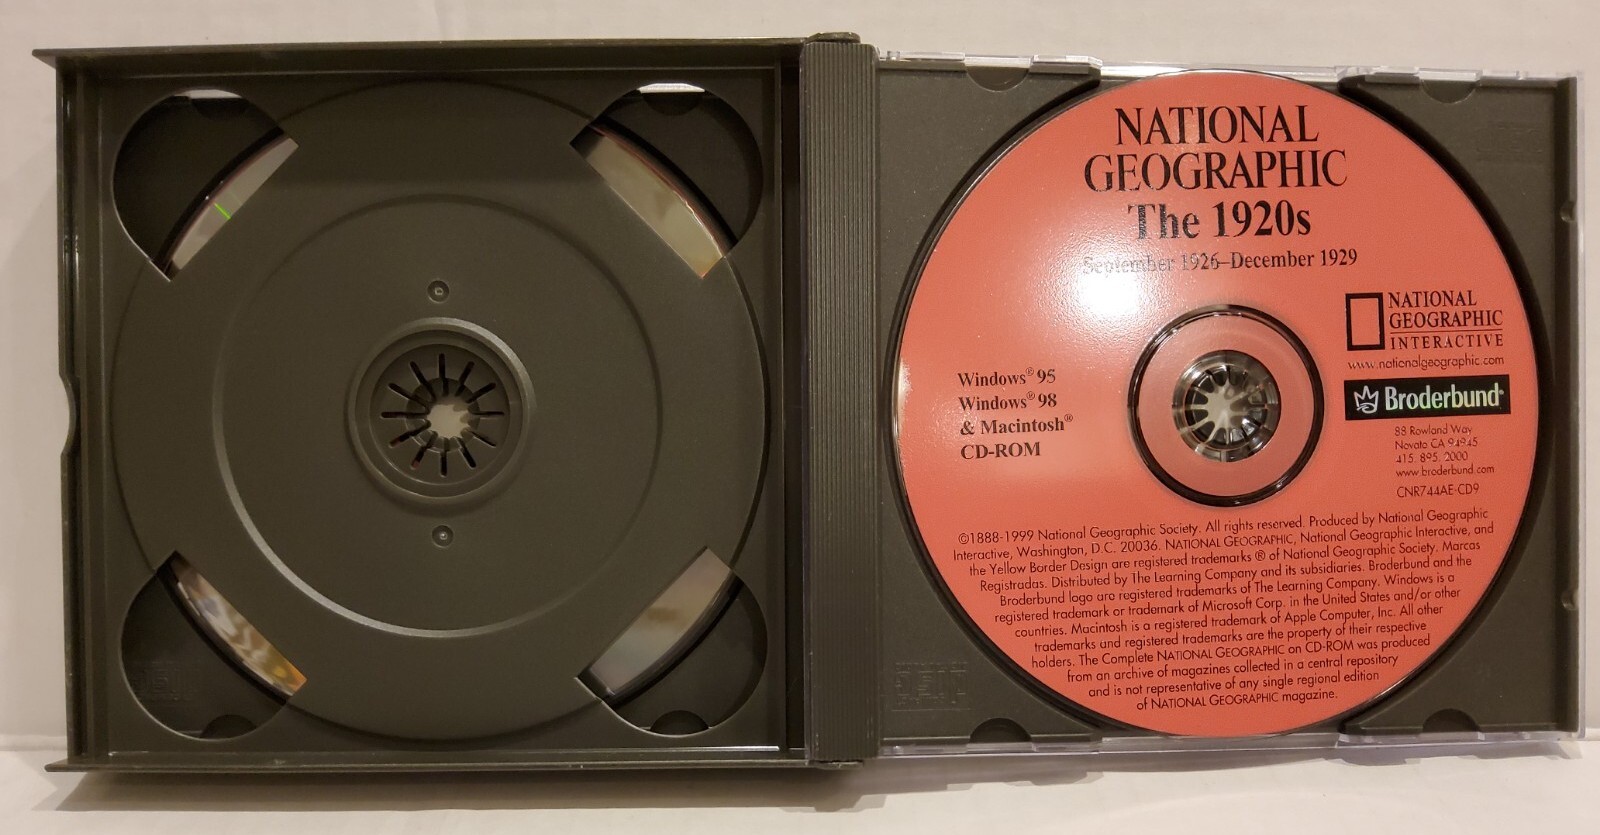 NATIONAL
GEOGRAPHIC
The 1920s
September 1926–December 1929
NATIONAL
GEOGRAPHIC
INTERACTIVE
www.nationalgeographic.com
Windows® 95
Windows® 98
& Macintosh®
CD-ROM
Broderbund®
88 Rowland Way
Novato CA 94945
415. 895. 2000
www.broderbund.com
CNR744AE-CD9
©1888-1999 National Geographic Society. All rights reserved. Produced by National Geographic
Interactive, Washington, D.C. 20036. NATIONAL GEOGRAPHIC, National Geographic Interactive, and
the Yellow Border Design are registered trademarks ® of National Geographic Society. Marcas
Registradas. Distributed by The Learning Company and its subsidiaries. Broderbund and the
Broderbund logo are registered trademarks of The Learning Company. Windows is a
registered trademark or trademark of Microsoft Corp. in the United States and/or other
countries. Macintosh is a registered trademark of Apple Computer, Inc. All other
trademarks und registered trademarks are the property of their respective
holders. The Complete NATIONAL GEOGRAPHIC on CD-ROM was produced
from an archive of magazines collected in a central repository
and is not representative of any single regional edition
of NATIONAL GEOGRAPHIC magazine.